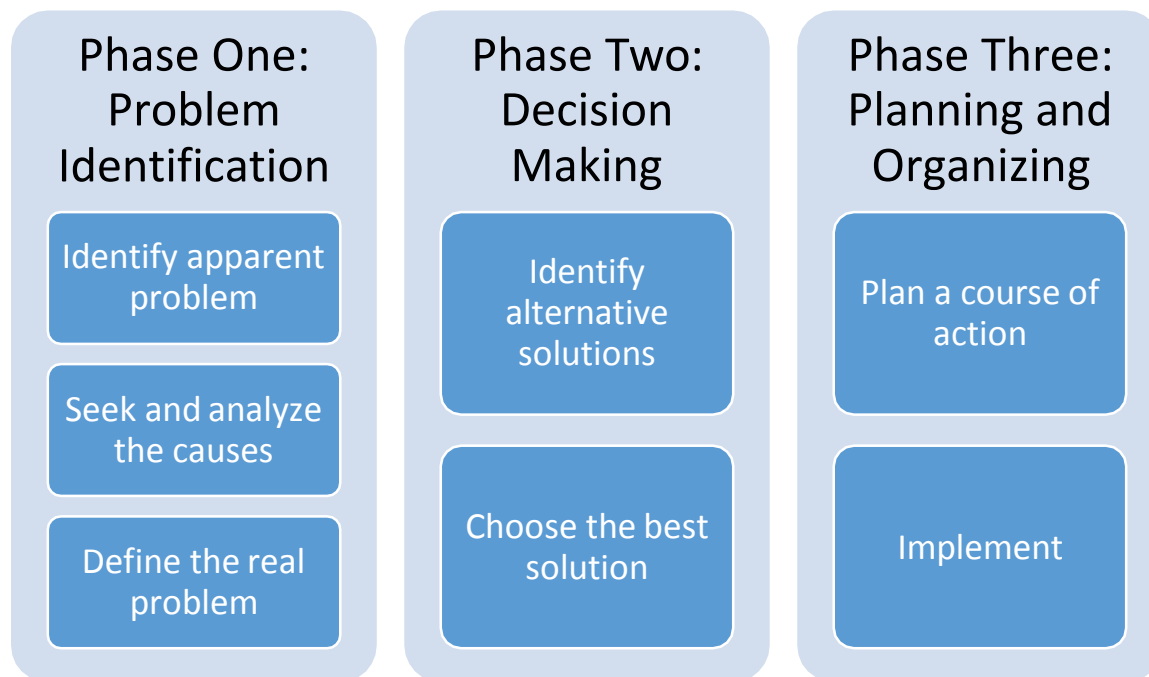 Phase One:
Problem
Identification
Identify apparent
problem
Seek and analyze
the causes
Define the real
problem
Phase Two:
Decision
Making
Identify
alternative
solutions
Choose the best
solution
Phase Three:
Planning and
Organizing
Plan a course of
action
Implement